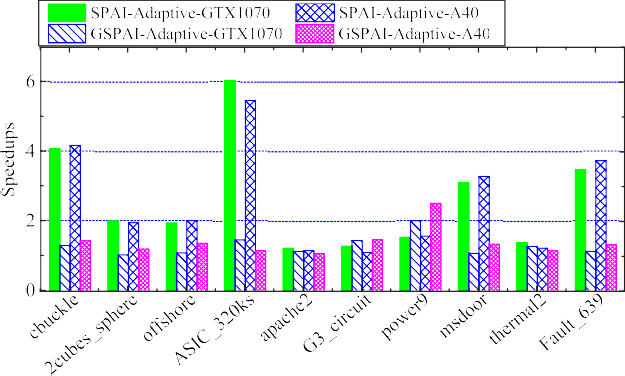 SPAI-Adaptive-GTX1070 SPAI-Adaptive-A40
GSPAI-Adaptive-GTX1070 GSPAI-Adaptive-A40
Speedups
6
4
2
0
cbuckle 2cubes_sphere offshore ASIC_320ks apache2 G3_circuit power9 msdoor thermal2 Fault_639